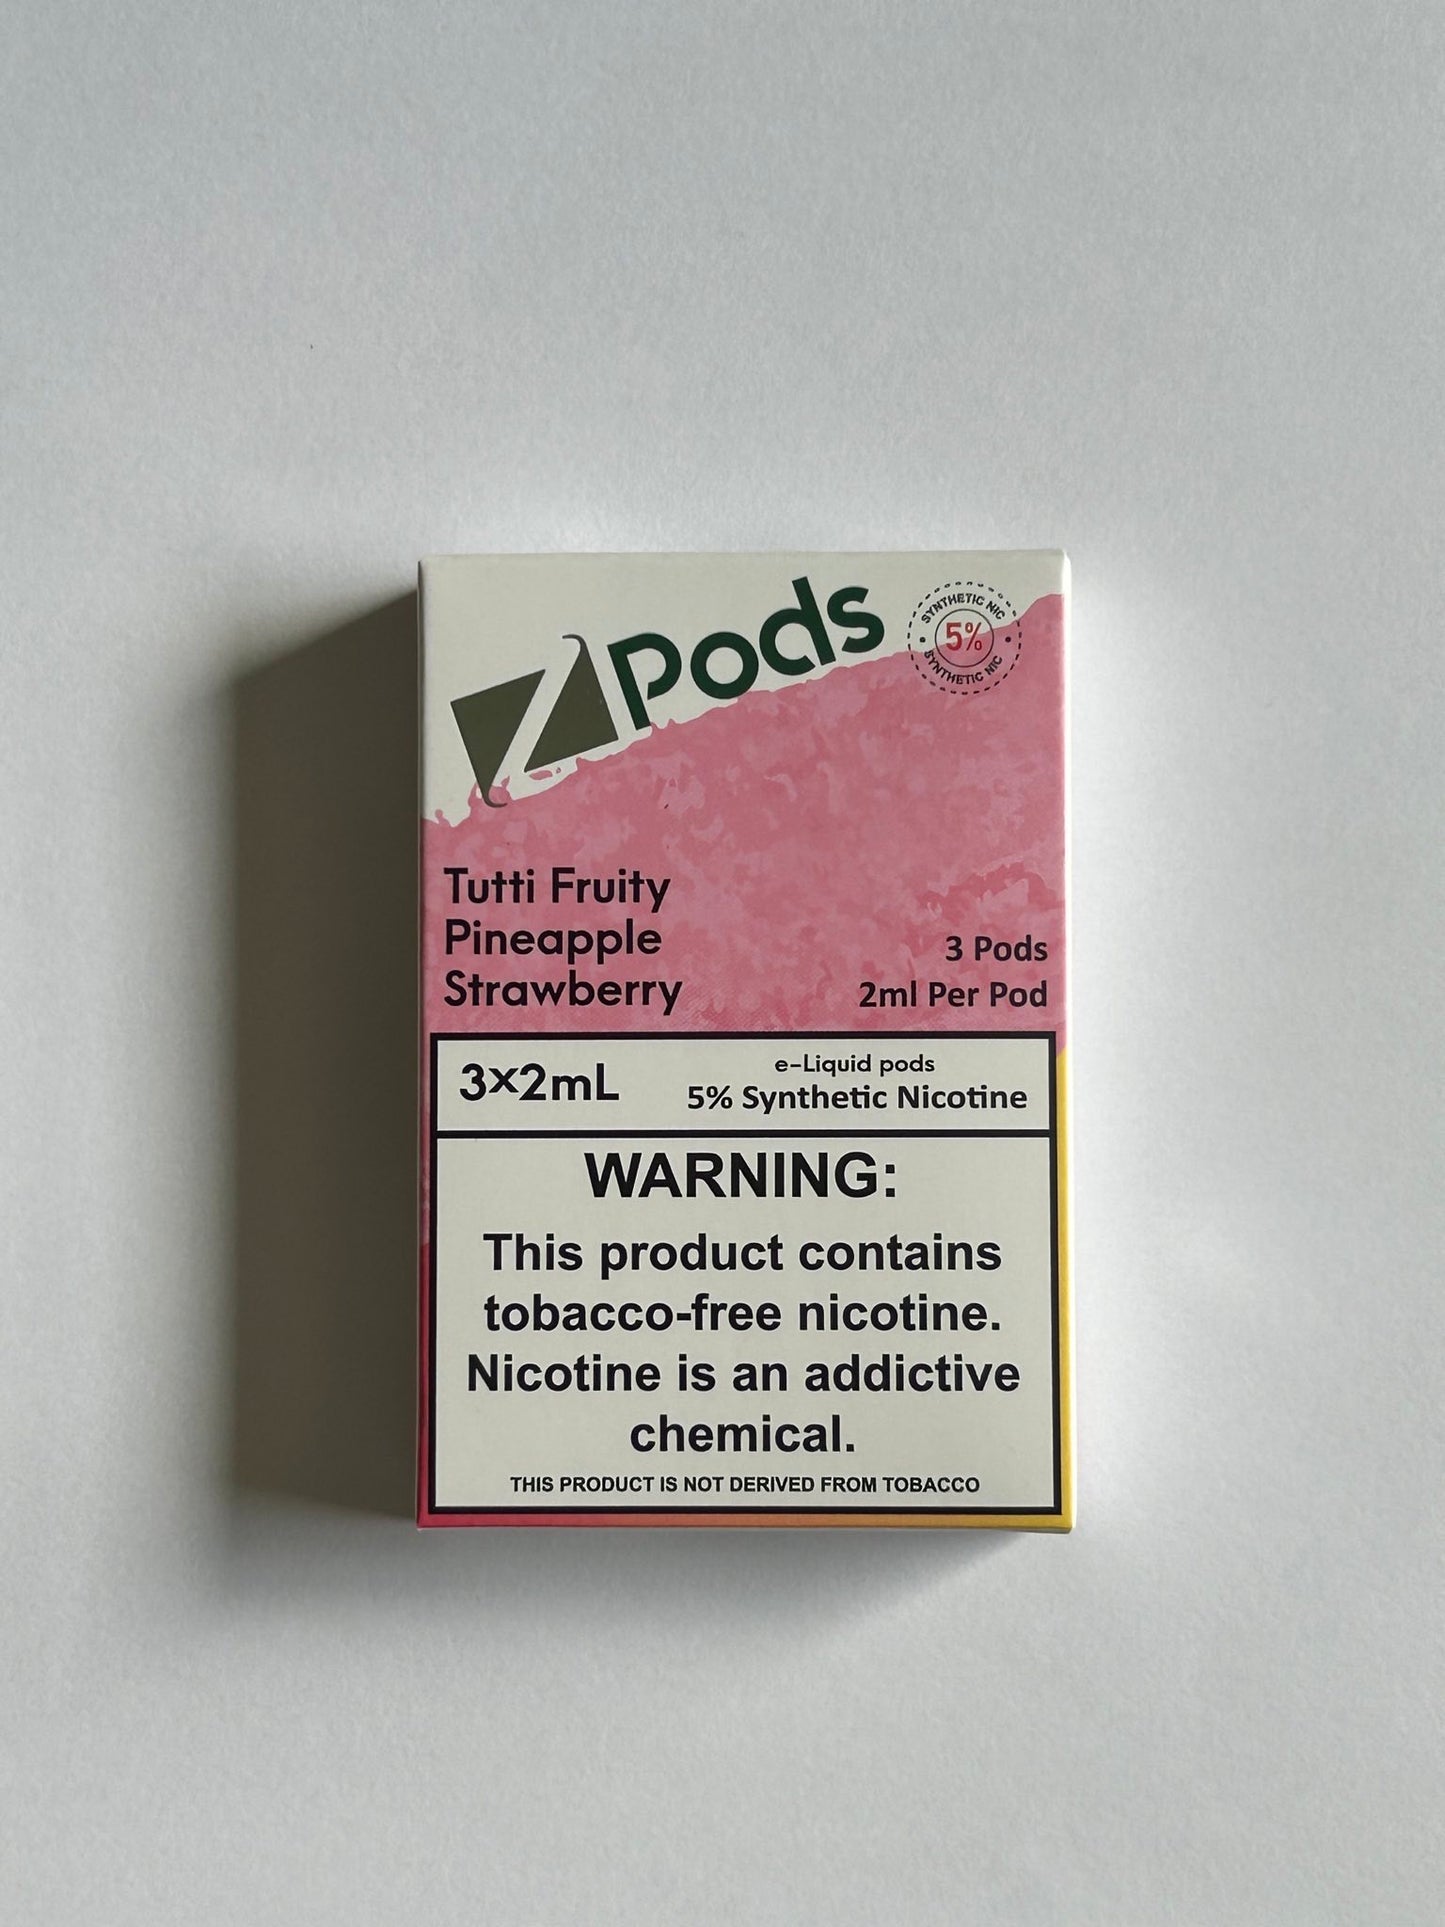 Z Pods
SYNTHETIC NIC
5%
SYNTHETIC NIC
Tutti Fruity
Pineapple
Strawberry
3 Pods
2ml Per Pod
3×2mL
e-Liquid pods
5% Synthetic Nicotine
WARNING:
This product contains
tobacco-free nicotine.
Nicotine is an addictive
chemical.
THIS PRODUCT IS NOT DERIVED FROM TOBACCO